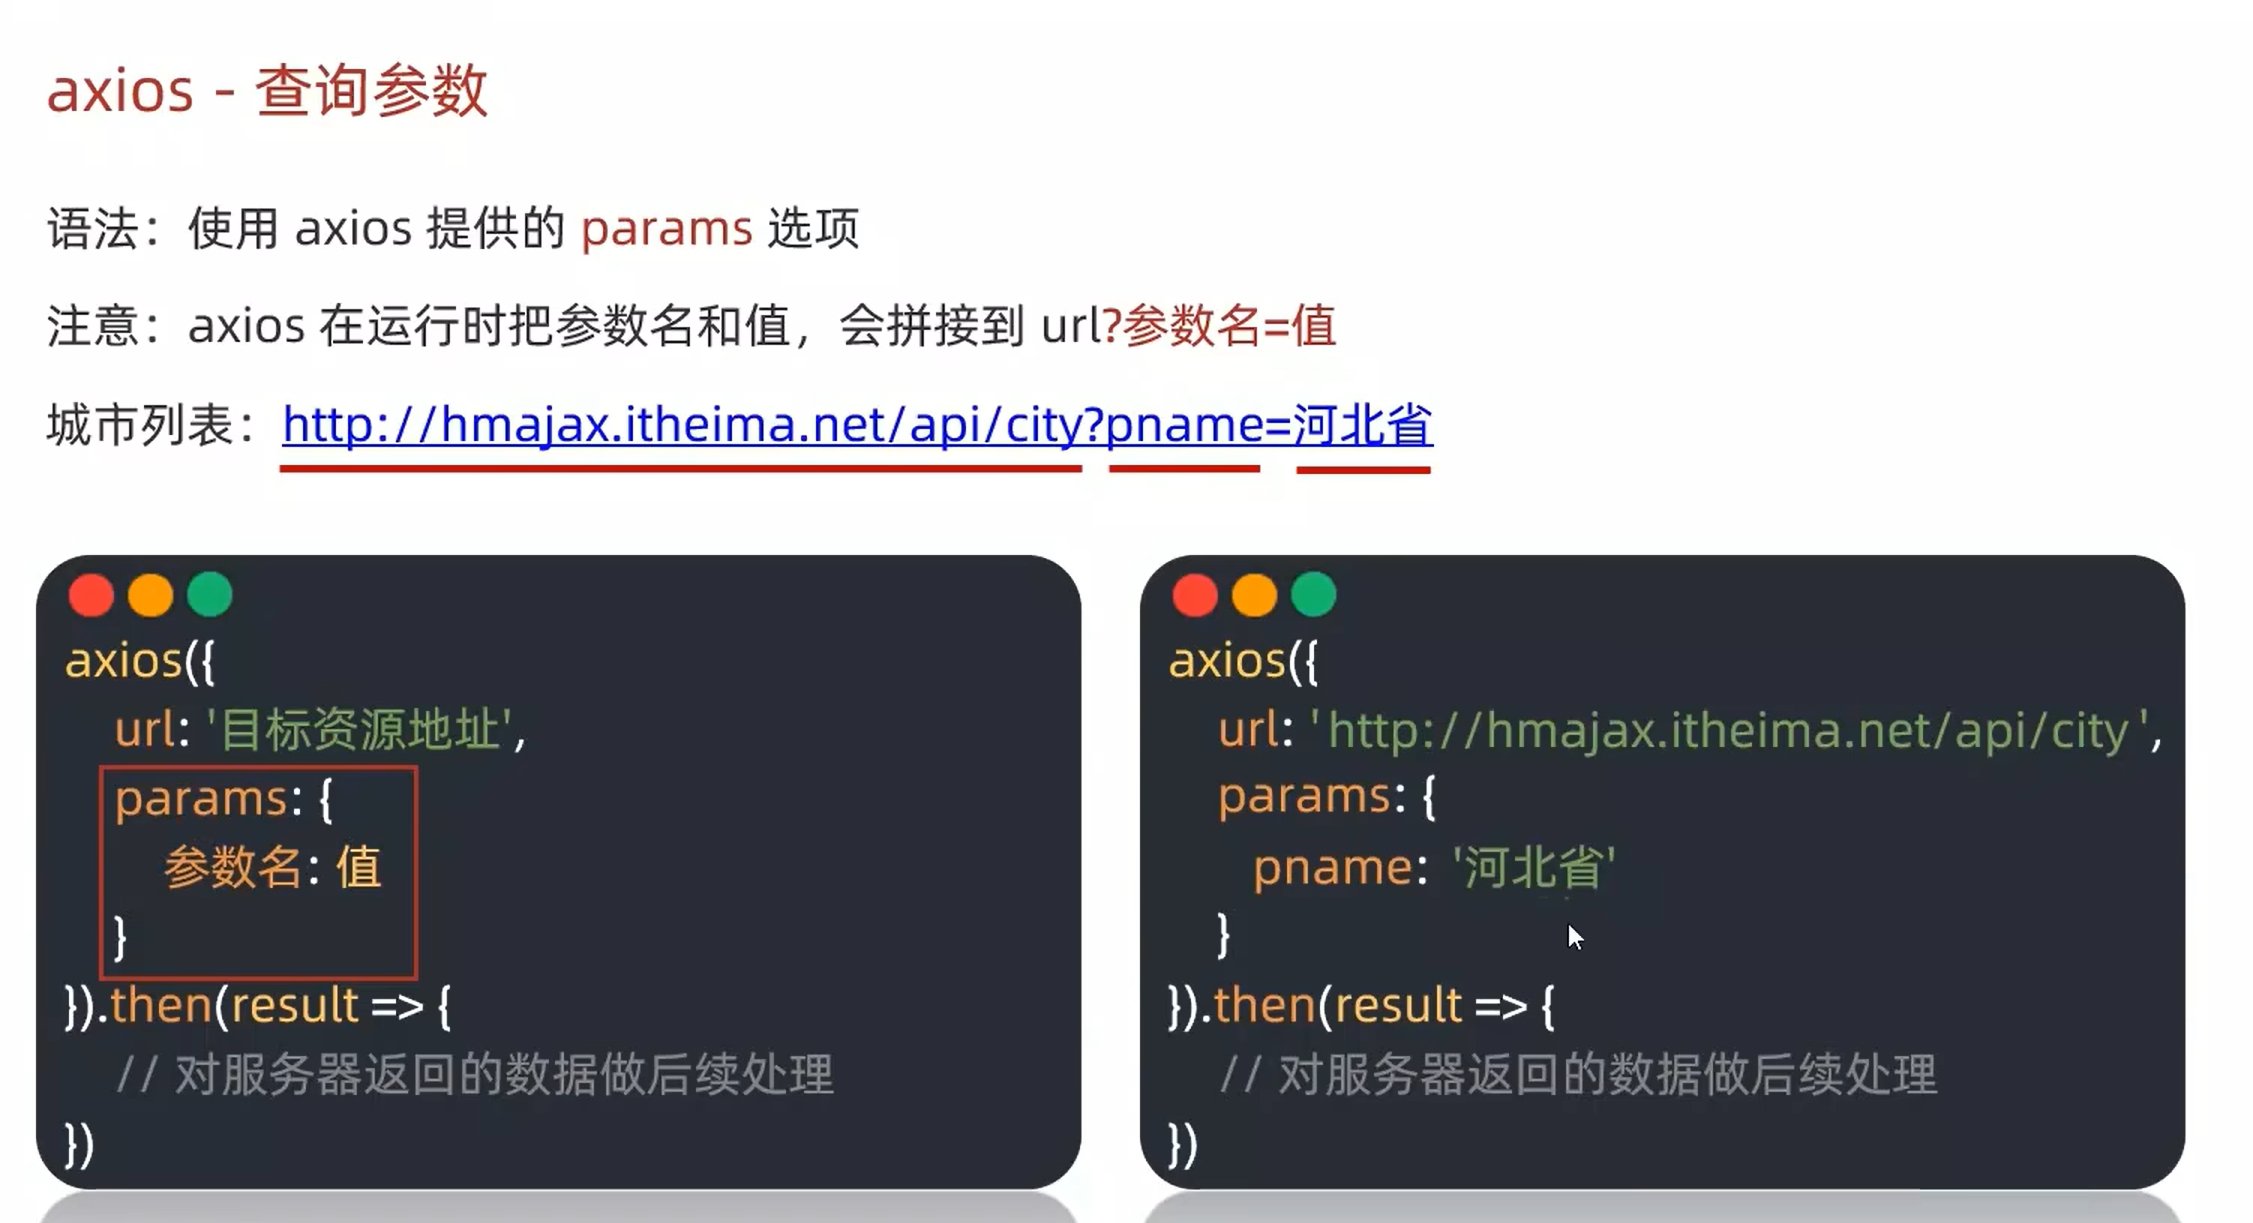 axios - 查询参数
语法：使用 axios 提供的 params 选项
注意：axios 在运行时把参数名和值，会拼接到 url?参数名=值
城市列表：http://hmajax.itheima.net/api/city?pname=河北省
axios({
url: '目标资源地址',
params: {
参数名: 值
}
}).then(result => {
// 对服务器返回的数据做后续处理
})
axios({
url: 'http://hmajax.itheima.net/api/city',
params: {
pname: '河北省'
}
}).then(result => {
// 对服务器返回的数据做后续处理
})